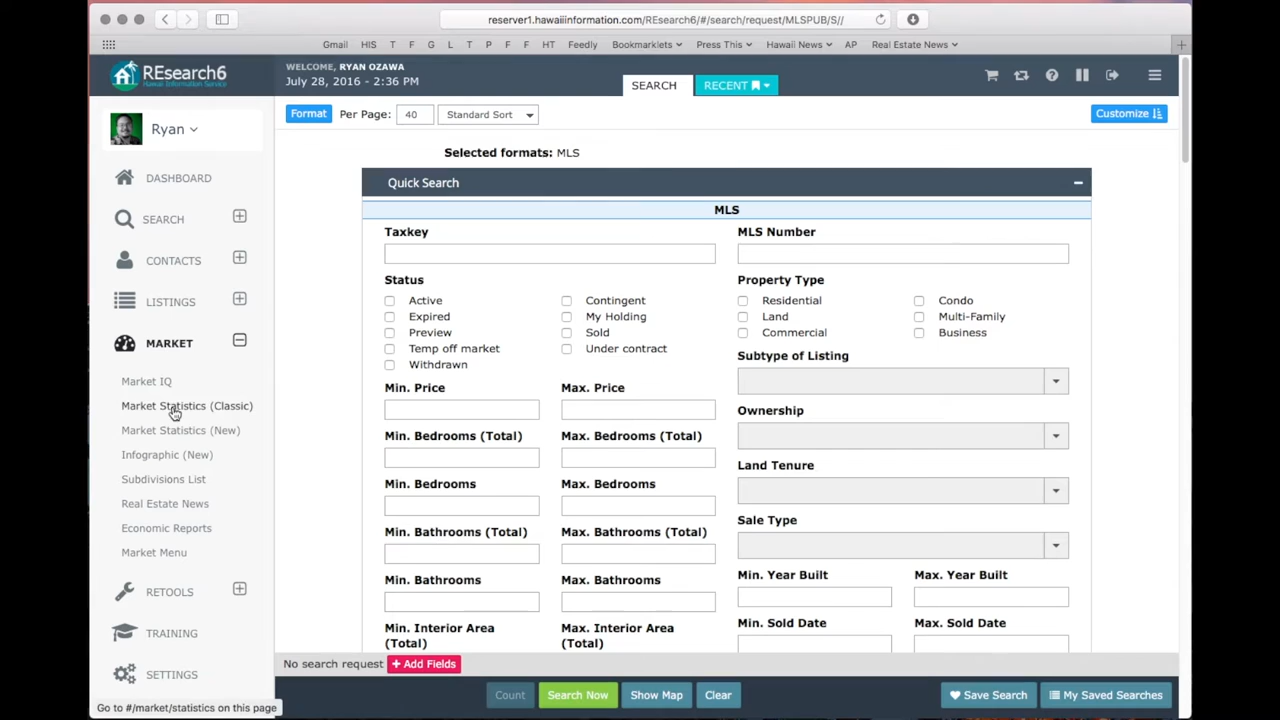 reserver1.hawaiiinformation.com/REsearch6/#/search/request/MLSPUB/S//
Gmail HIS T F G L T P F F HT Feedly Bookmarklets Press This Hawaii News AP Real Estate News
REsearch6
Hawaii Information Service
WELCOME, RYAN OZAWA
July 28, 2016 - 2:36 PM
SEARCH
RECENT
Ryan
DASHBOARD
SEARCH
CONTACTS
LISTINGS
MARKET
Market IQ
Market Statistics (Classic)
Market Statistics (New)
Infographic (New)
Subdivisions List
Real Estate News
Economic Reports
Market Menu
RETOOLS
TRAINING
SETTINGS
Go to #/market/statistics on this page
Format Per Page: 40 Standard Sort Customize
Selected formats: MLS
Quick Search
MLS
Taxkey MLS Number
Status Property Type
Active Contingent Residential Condo
Expired My Holding Land Multi-Family
Preview Sold Commercial Business
Temp off market Under contract
Withdrawn
Subtype of Listing
Min. Price Max. Price
Ownership
Min. Bedrooms (Total) Max. Bedrooms (Total)
Land Tenure
Min. Bedrooms Max. Bedrooms
Sale Type
Min. Bathrooms (Total) Max. Bathrooms (Total)
Min. Bathrooms Max. Bathrooms Min. Year Built Max. Year Built
Min. Interior Area (Total) Max. Interior Area (Total) Min. Sold Date Max. Sold Date
No search request + Add Fields
Count Search Now Show Map Clear Save Search My Saved Searches